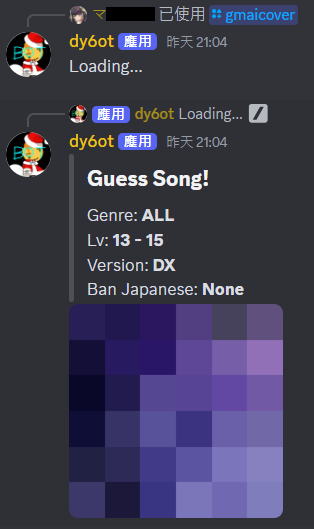 マ 已使用 gmaicover
dy6ot 應用 昨天 21:04
Loading...
應用 dy6ot Loading...
dy6ot 應用 昨天 21:04
Guess Song!
Genre: ALL
Lv: 13 - 15
Version: DX
Ban Japanese: None